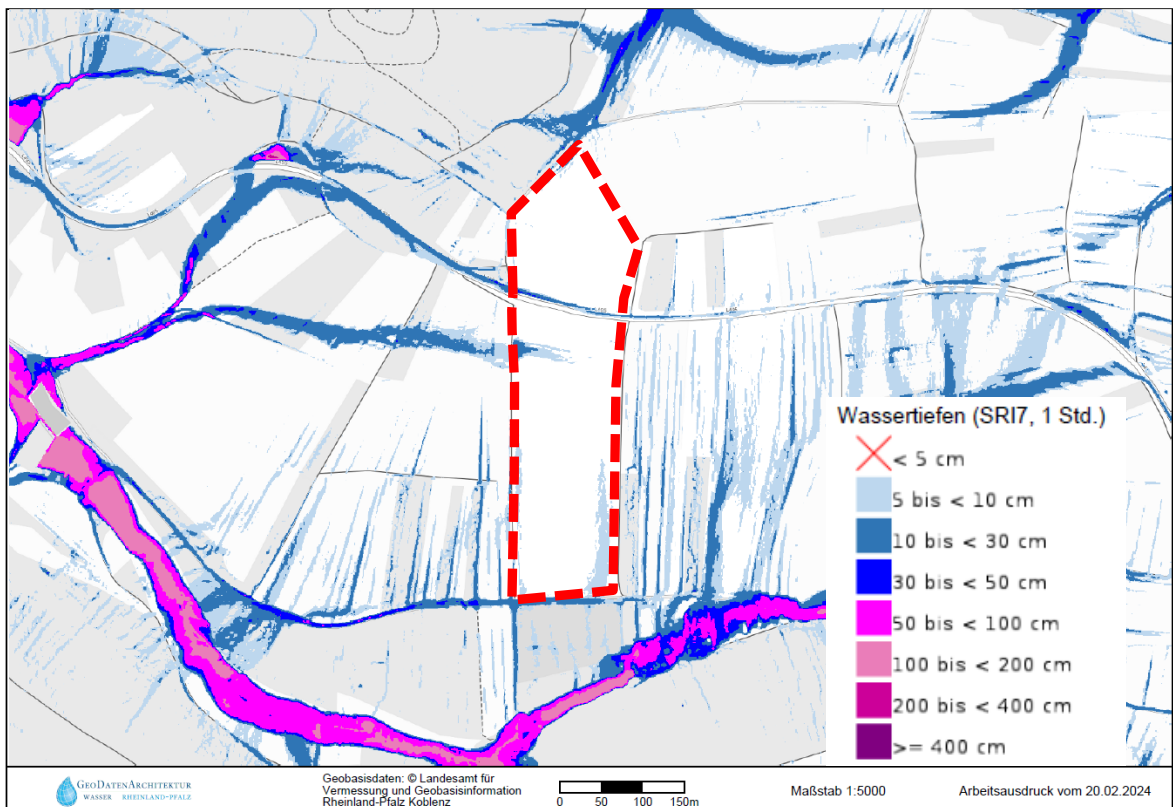 Wassertiefen (SRI7, 1 Std.)
< 5 cm
5 bis < 10 cm
10 bis < 30 cm
30 bis < 50 cm
50 bis < 100 cm
100 bis < 200 cm
200 bis < 400 cm
>= 400 cm
GEODATENARCHITEKTUR
WASSER RHEINLAND-PFALZ
Geobasisdaten: © Landesamt für
Vermessung und Geobasisinformation
Rheinland-Pfalz Koblenz
0 50 100 150m
Maßstab 1:5000
Arbeitsausdruck vom 20.02.2024